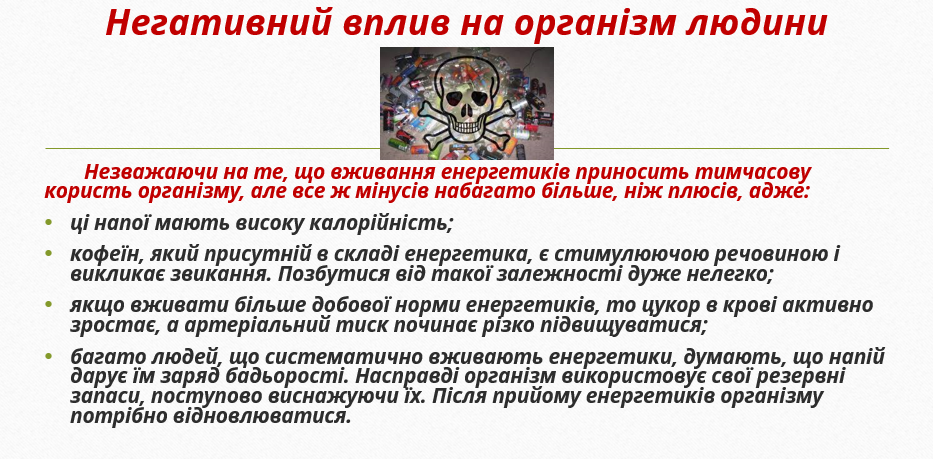 Негативний вплив на організм людини
Незважаючи на те, що вживання енергетиків приносить тимчасову
користь організму, але все ж мінусів набагато більше, ніж плюсів, адже:
• ці напої мають високу калорійність;
• кофеїн, який присутній в складі енергетика, є стимулюючою речовиною і
викликає звикання. Позбутися від такої залежності дуже нелегко;
• якщо вживати більше добової норми енергетиків, то цукор в крові активно
зростає, а артеріальний тиск починає різко підвищуватися;
• багато людей, що систематично вживають енергетики, думають, що напій
дарує їм заряд бадьорості. Насправді організм використовує свої резервні
запаси, поступово виснажуючи їх. Після прийому енергетиків організму
потрібно відновлюватися.